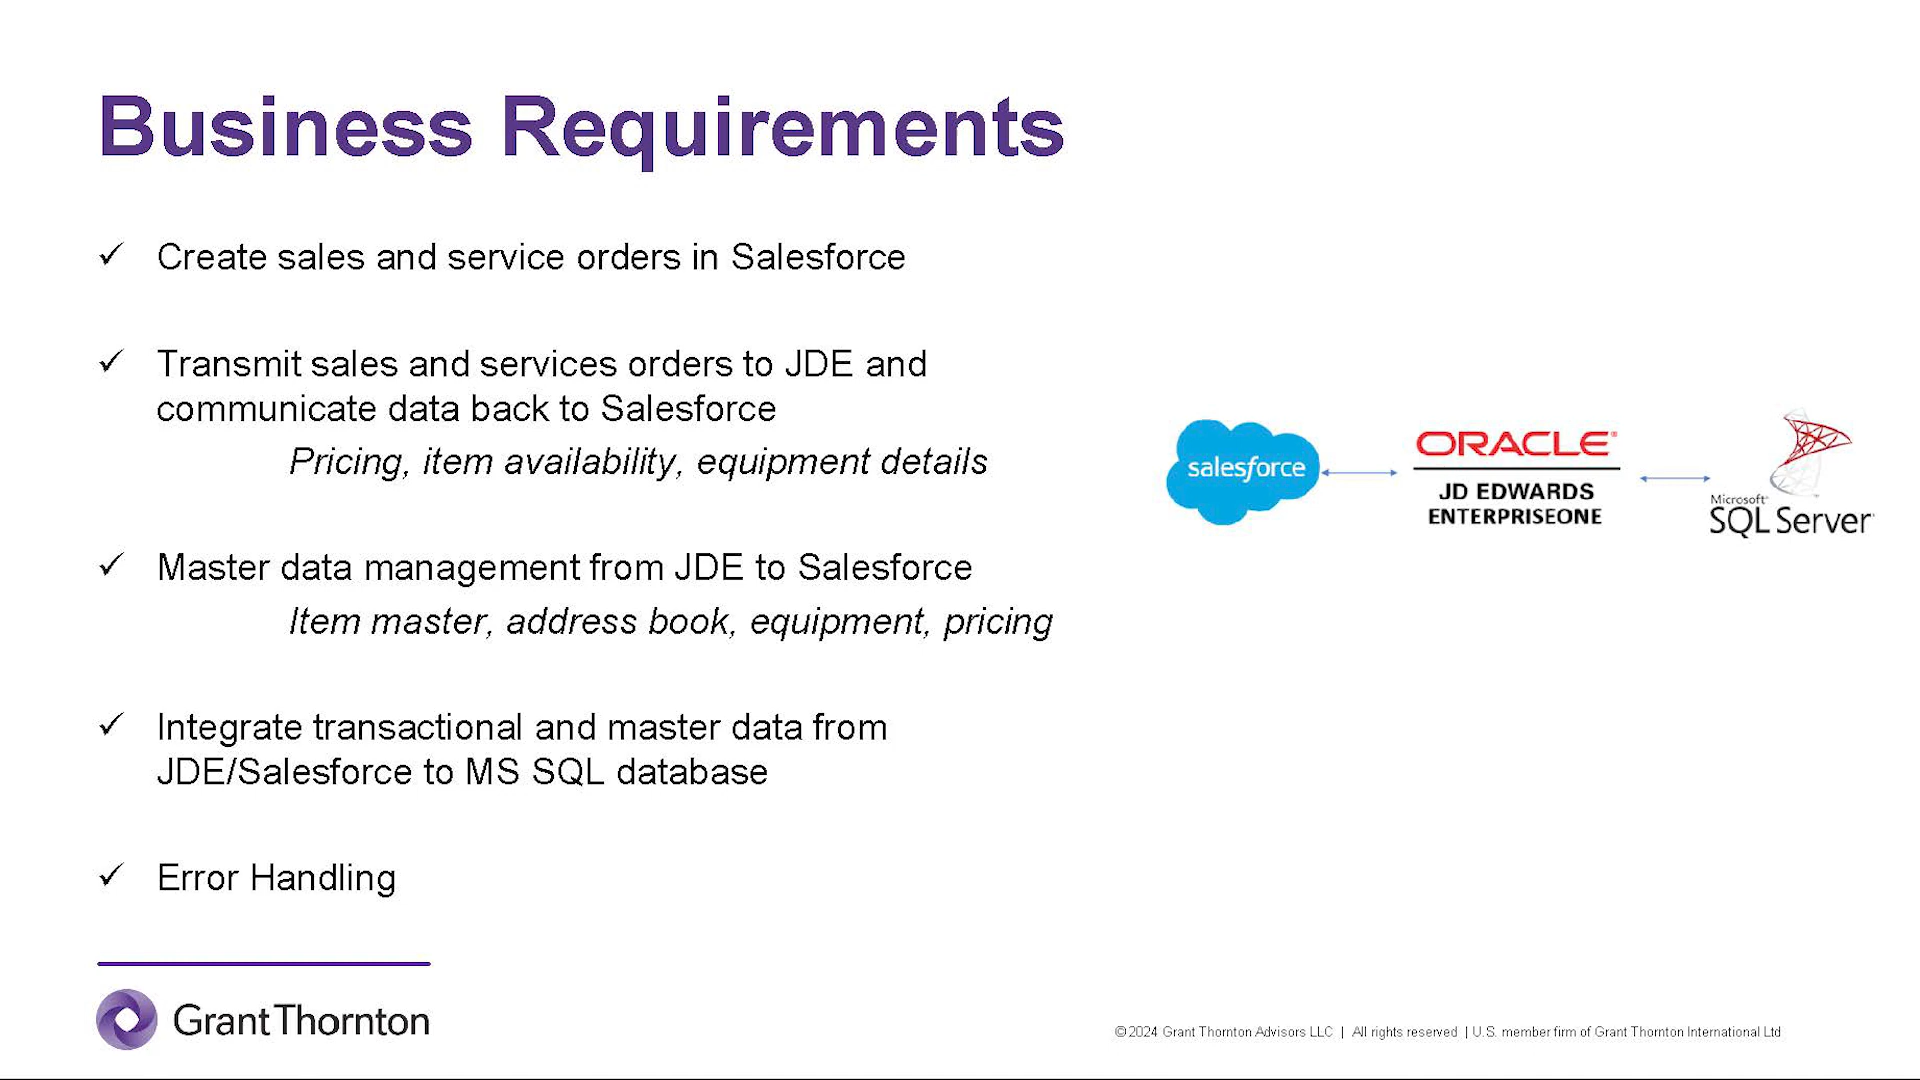 Business Requirements
✓ Create sales and service orders in Salesforce
✓ Transmit sales and services orders to JDE and
communicate data back to Salesforce
Pricing, item availability, equipment details
✓ Master data management from JDE to Salesforce
Item master, address book, equipment, pricing
✓ Integrate transactional and master data from
JDE/Salesforce to MS SQL database
✓ Error Handling
salesforce
ORACLE®
JD EDWARDS
ENTERPRISEONE
Microsoft®
SQL Server
Grant Thornton
© 2024 Grant Thornton Advisors LLC | All rights reserved | U.S. member firm of Grant Thornton International Ltd